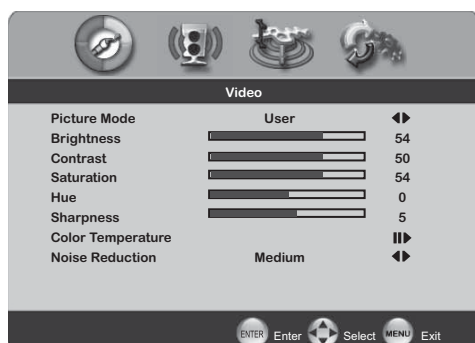 Video
Picture Mode User
Brightness 54
Contrast 50
Saturation 54
Hue 0
Sharpness 5
Color Temperature
Noise Reduction Medium
ENTER Enter Select MENU Exit